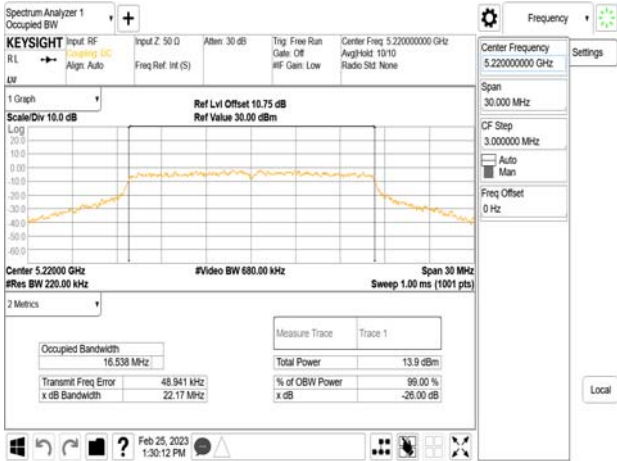 Spectrum Analyzer 1
Occupied BW
+
Frequency
KEYSIGHT Input: RF
Coupling: DC
Align: Auto
RL
LXI
Input Z: 50 Ω
Freq Ref: Int (S)
Atten: 30 dB
Trig: Free Run
Gate: Off
#IF Gain: Low
Center Freq: 5.220000000 GHz
Avg|Hold: 10/10
Radio Std: None
Center Frequency
5.220000000 GHz
Settings
Span
30.000 MHz
CF Step
3.000000 MHz
Auto
Man
Freq Offset
0 Hz
Local
1 Graph
Scale/Div 10.0 dB
Ref Lvl Offset 10.75 dB
Ref Value 30.00 dBm
Log
20.0
10.0
0.00
-10.0
-20.0
-30.0
-40.0
-50.0
-60.0
Center 5.22000 GHz
#Video BW 680.00 kHz
Span 30 MHz
#Res BW 220.00 kHz
Sweep 1.00 ms (1001 pts)
2 Metrics
Measure Trace Trace 1
Occupied Bandwidth
16.538 MHz
Total Power 13.9 dBm
Transmit Freq Error 48.941 kHz
% of OBW Power 99.00 %
x dB Bandwidth 22.17 MHz
x dB -26.00 dB
?
Feb 25, 2023
1:30:12 PM